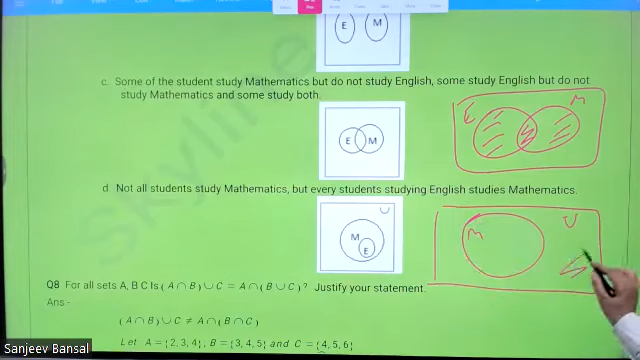 E M
c. Some of the student study Mathematics but do not study English, some study English but do not
study Mathematics and some study both.
E M
E M
d Not all students study Mathematics, but every students studying English studies Mathematics.
U
M
E
M U
Q8 For all sets A, B C Is (A∩B)∪C = A∩(B∪C)? Justify your statement.
Ans -
(A∩B)∪C ≠ A∩(B∩C)
Let A = {2, 3, 4}, B = {3, 4, 5} and C = {4, 5, 6}
Skyline
Sanjeev Bansal